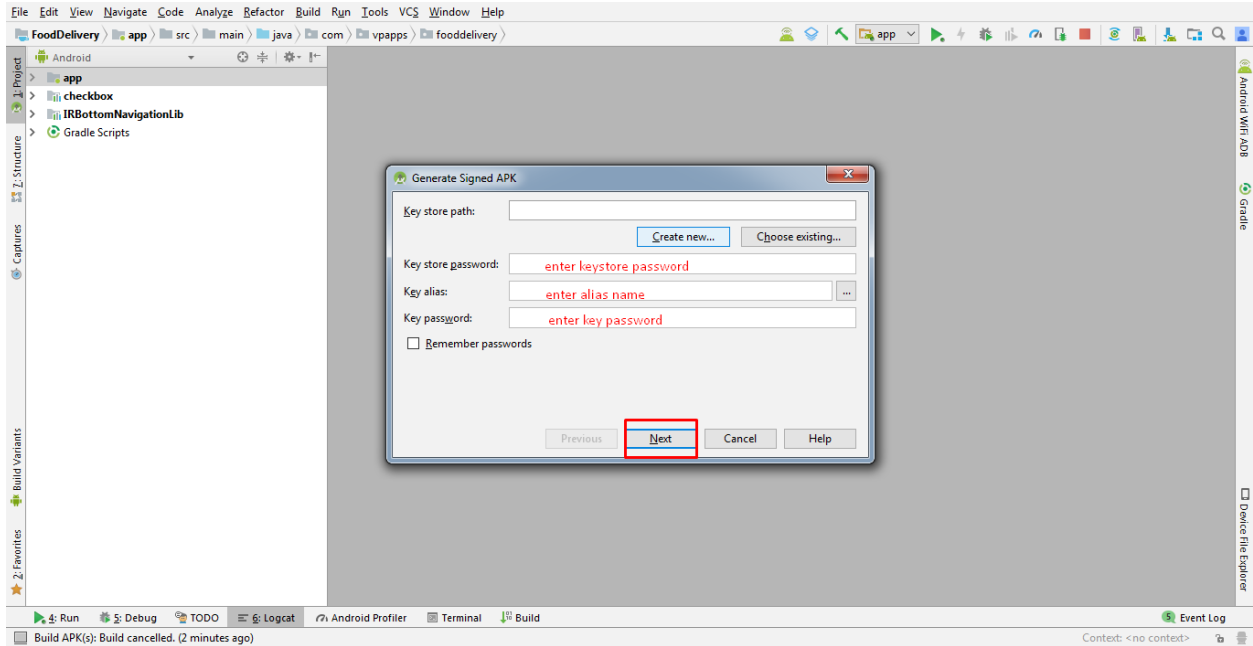 File Edit View Navigate Code Analyze Refactor Build Run Tools VCS Window Help
FoodDelivery app src main java com vpapps fooddelivery app
1: Project
Z: Structure
Captures
Build Variants
2: Favorites
Android
app
checkbox
IRBottomNavigationLib
Gradle Scripts
Generate Signed APK
Key store path:
Create new... Choose existing...
Key store password: enter keystore password
Key alias: enter alias name ...
Key password: enter key password
Remember passwords
Previous Next Cancel Help
Android WiFi ADB
Gradle
Device File Explorer
4: Run 5: Debug TODO 6: Logcat Android Profiler Terminal Build 5 Event Log
Build APK(s): Build cancelled. (2 minutes ago) Context: <no context>